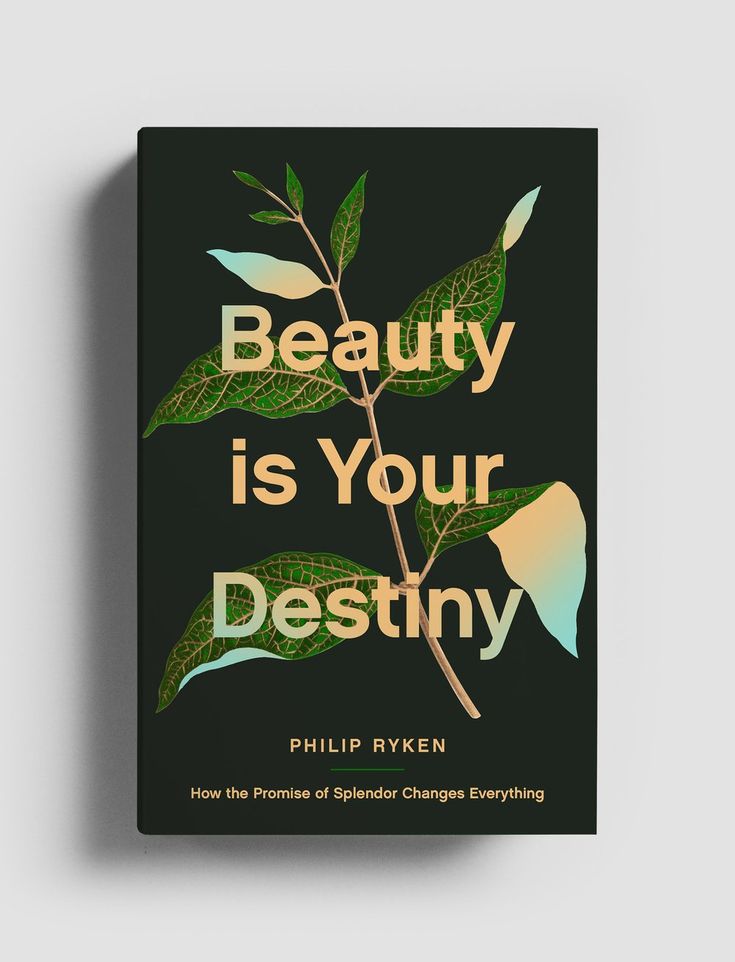 Beauty
is Your
Destiny
PHILIP RYKEN
How the Promise of Splendor Changes Everything